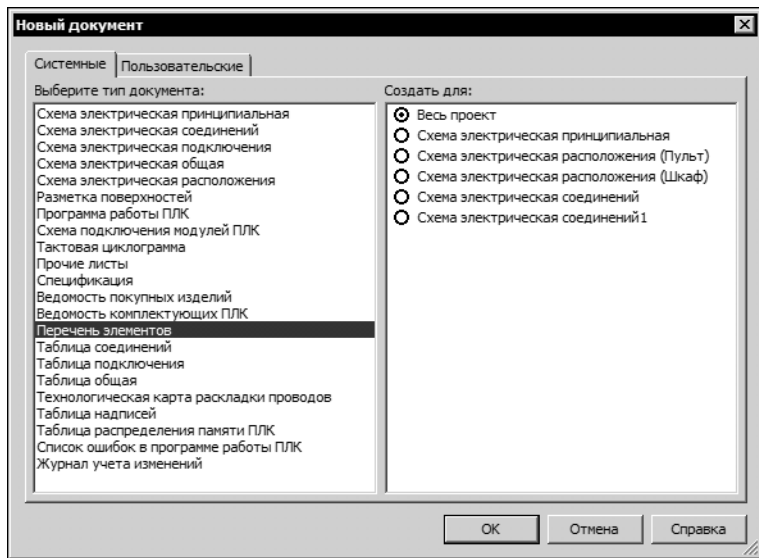 Новый документ
Системные
Пользовательские
Выберите тип документа:
Схема электрическая принципиальная
Схема электрическая соединений
Схема электрическая подключения
Схема электрическая общая
Схема электрическая расположения
Разметка поверхностей
Программа работы ПЛК
Схема подключения модулей ПЛК
Тактовая циклограмма
Прочие листы
Спецификация
Ведомость покупных изделий
Ведомость комплектующих ПЛК
Перечень элементов
Таблица соединений
Таблица подключения
Таблица общая
Технологическая карта раскладки проводов
Таблица надписей
Таблица распределения памяти ПЛК
Список ошибок в программе работы ПЛК
Журнал учета изменений
Создать для:
Весь проект
Схема электрическая принципиальная
Схема электрическая расположения (Пульт)
Схема электрическая расположения (Шкаф)
Схема электрическая соединений
Схема электрическая соединений1
ОК
Отмена
Справка